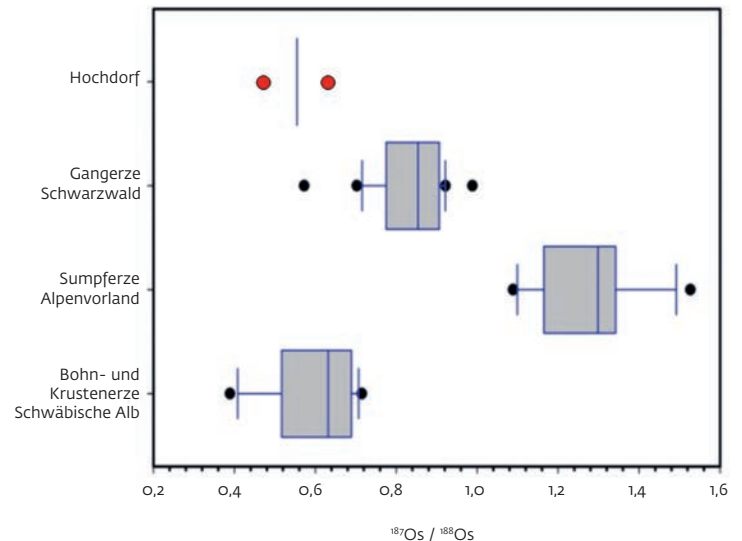 Hochdorf
Gangerze
Schwarzwald
Sumpferze
Alpenvorland
Bohn- und
Krustenerze
Schwäbische Alb
0,2 0,4 0,6 0,8 1,0 1,2 1,4 1,6
¹⁸⁷Os / ¹⁸⁸Os